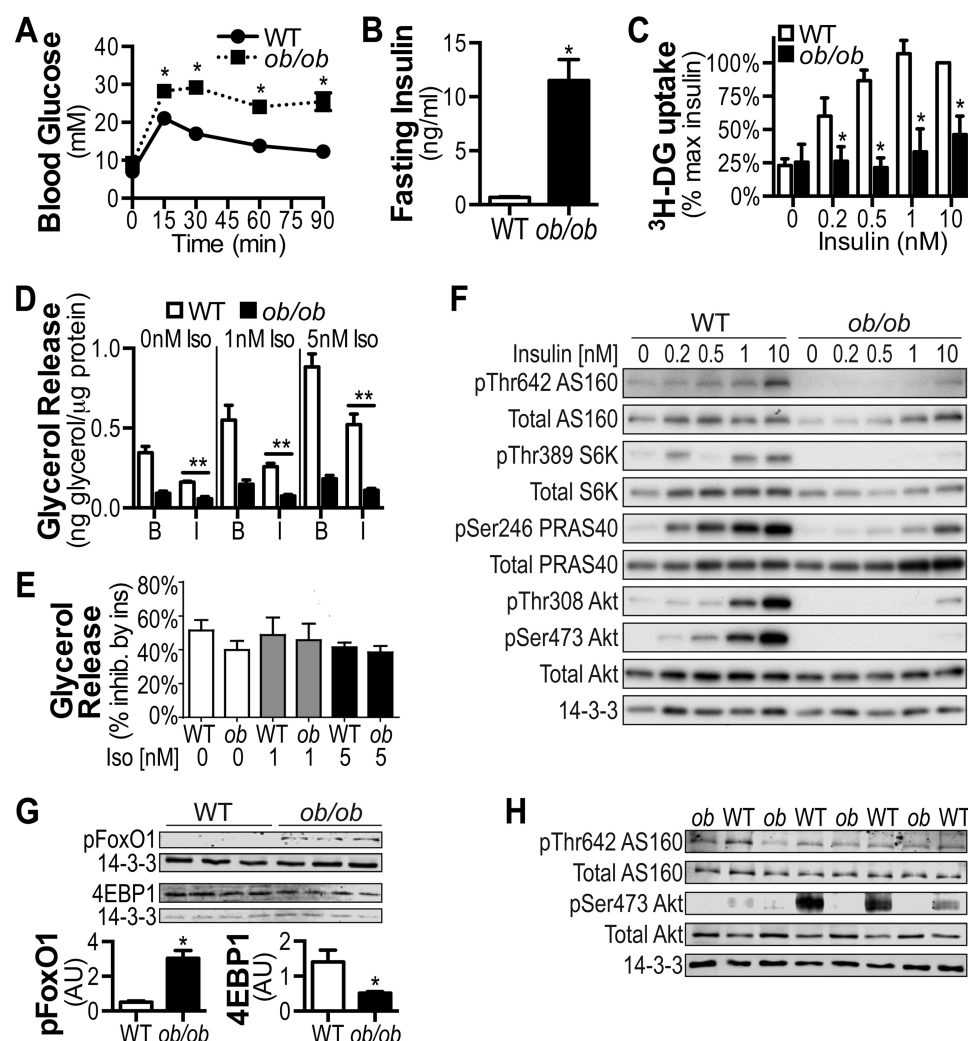 A
Blood Glucose
(mM)
WT
ob/ob
40
30
20
10
0
* * * *
0 15 30 45 60 75 90
Time (min)
B
Fasting Insulin
(ng/ml)
15
10
5
0
*
WT ob/ob
C
³H-DG uptake
(% max insulin)
WT
ob/ob
100%
75%
50%
25%
0%
* * * *
0 0.2 0.5 1 10
Insulin (nM)
D
Glycerol Release
(ng glycerol/µg protein)
WT ob/ob
0nM Iso 1nM Iso 5nM Iso
1.0
0.5
0.0
** ** **
B I B I B I
E
Glycerol
Release
(% inhib. by ins)
80%
60%
40%
20%
0%
WT ob WT ob WT ob
Iso [nM] 0 0 1 1 5 5
F
WT ob/ob
Insulin [nM] 0 0.2 0.5 1 10 0 0.2 0.5 1 10
pThr642 AS160
Total AS160
pThr389 S6K
Total S6K
pSer246 PRAS40
Total PRAS40
pThr308 Akt
pSer473 Akt
Total Akt
14-3-3
G
WT ob/ob
pFoxO1
14-3-3
4EBP1
14-3-3
pFoxO1
(AU)
4
2
0
*
WT ob/ob
4EBP1
(AU)
2
1
0
*
WT ob/ob
H
ob WT ob WT ob WT ob WT
pThr642 AS160
Total AS160
pSer473 Akt
Total Akt
14-3-3